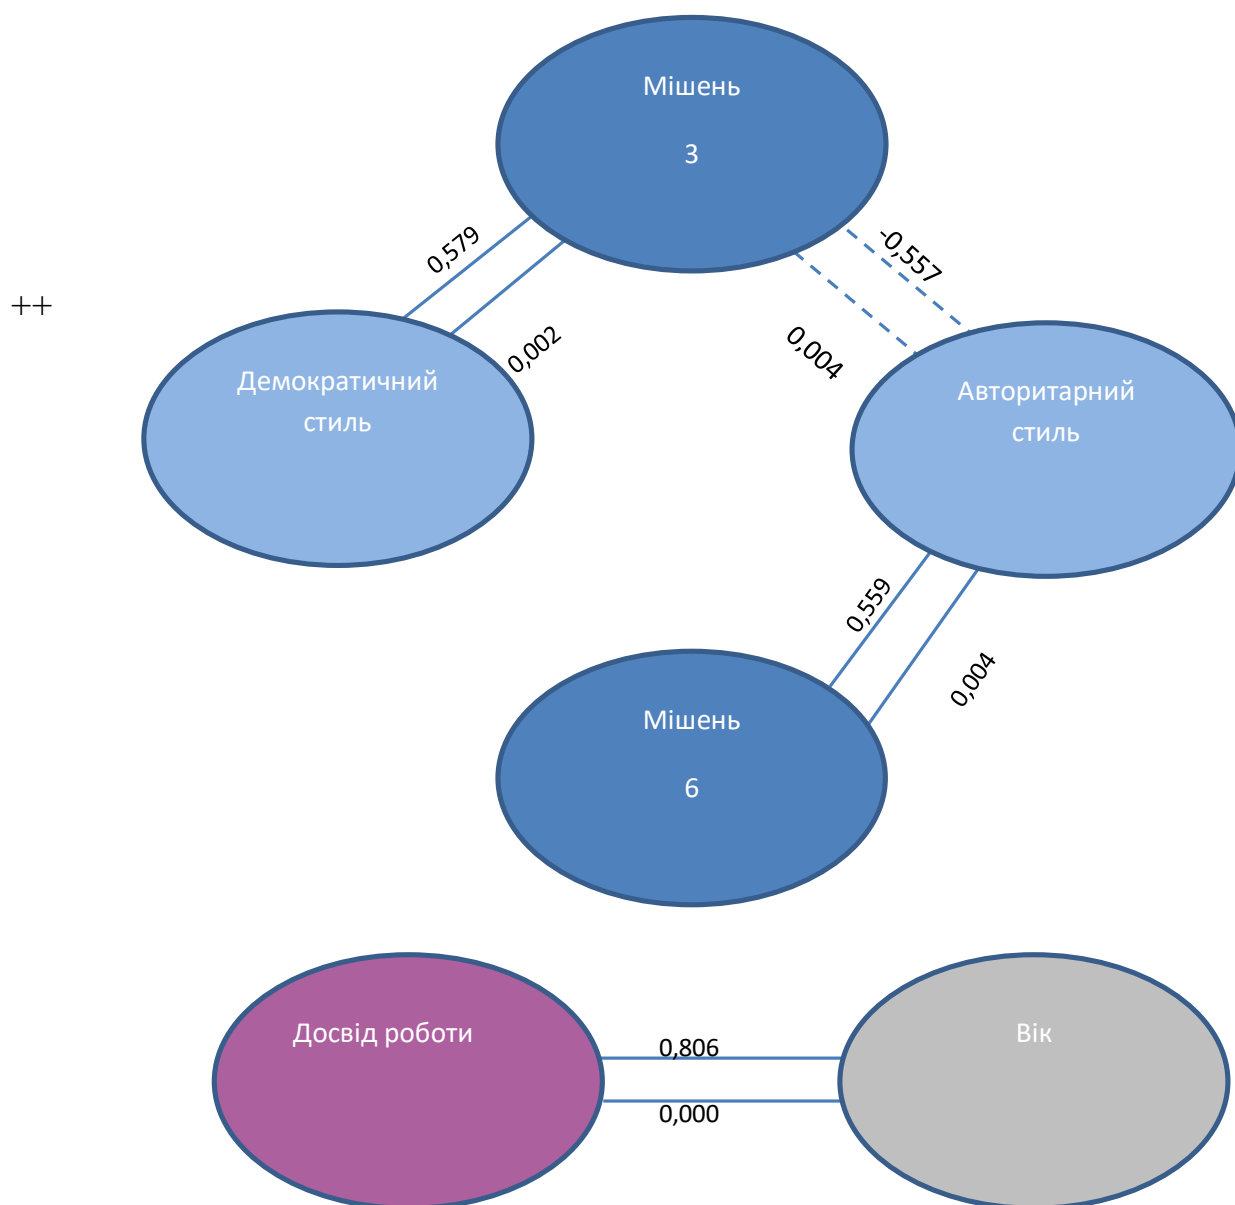 Мішень
3
0,579
-0,557
++
0,002
0,004
Демократичний
стиль
Авторитарний
стиль
0,559
0,004
Мішень
6
Досвід роботи
0,806
0,000
Вік